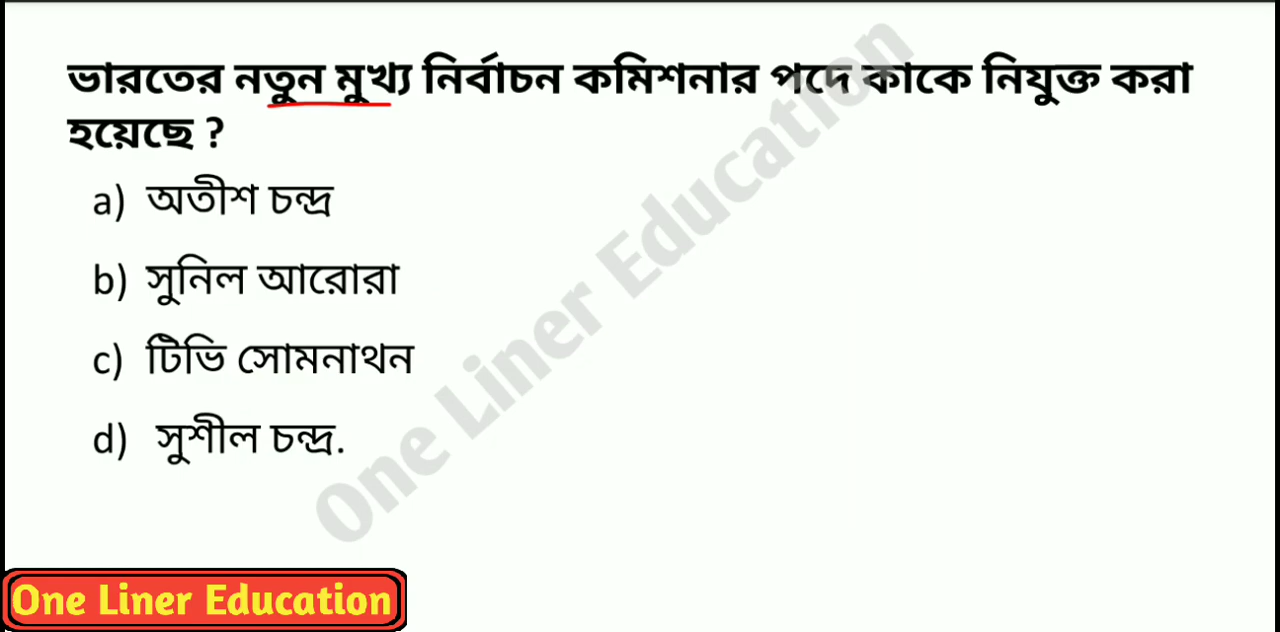 ভারতের নতুন মুখ্য নির্বাচন কমিশনার পদে কাকে নিযুক্ত করা
হয়েছে ?
a) অতীশ চন্দ্র
b) সুনিল আরোরা
c) টিভি সোমনাথন
d) সুশীল চন্দ্র.
One Liner Education
One Liner Education